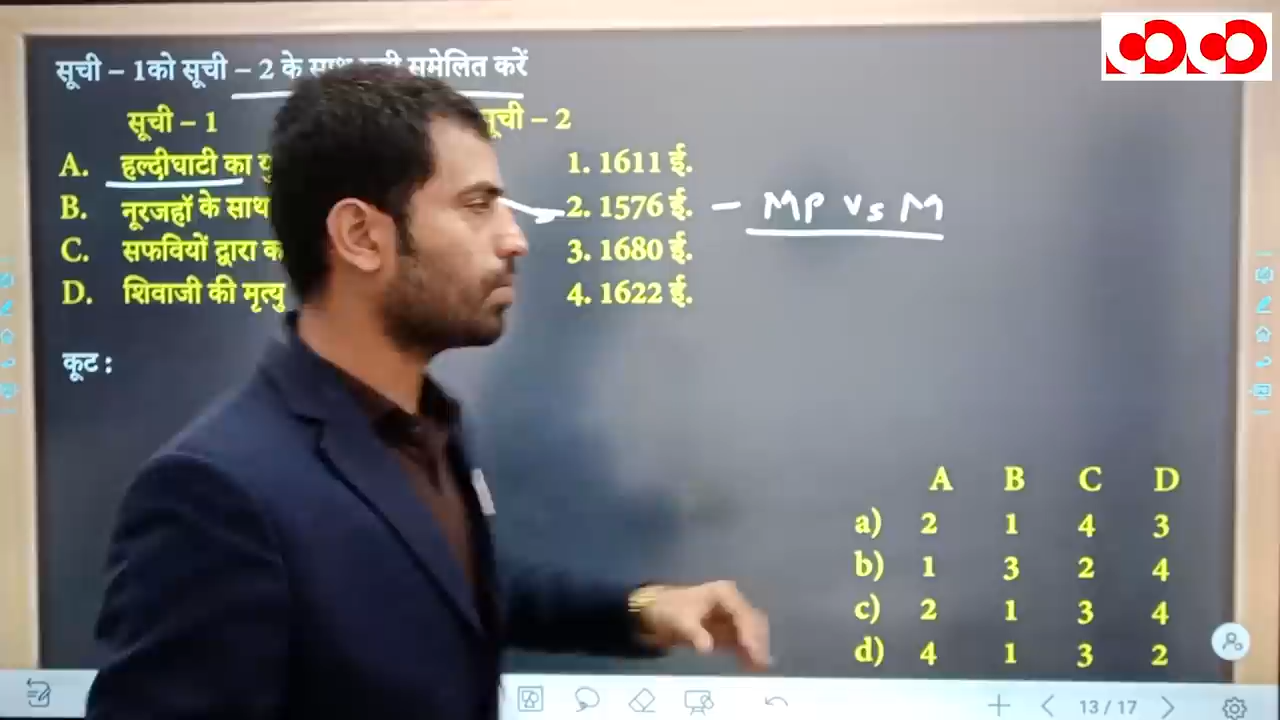 सूची – 1को सूची – 2 के साथ समेलित करें
सूची – 1 सूची – 2
A. हल्दीघाटी का 1. 1611 ई.
B. नूरजहाँ के साथ 2. 1576 ई. – MP Vs M
C. सफवियों द्वारा 3. 1680 ई.
D. शिवाजी की मृत्यु 4. 1622 ई.
कूट :
A B C D
a) 2 1 4 3
b) 1 3 2 4
c) 2 1 3 4
d) 4 1 3 2
13 / 17